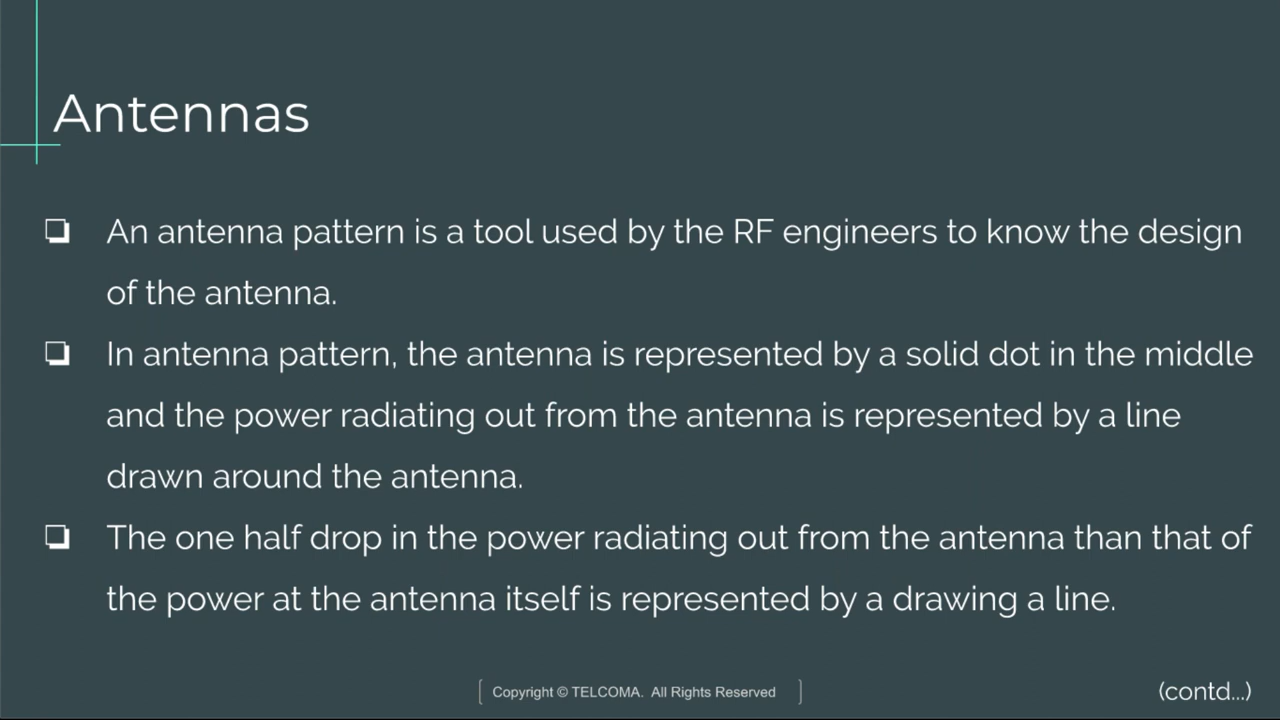 Antennas
❏ An antenna pattern is a tool used by the RF engineers to know the design
of the antenna.
❏ In antenna pattern, the antenna is represented by a solid dot in the middle
and the power radiating out from the antenna is represented by a line
drawn around the antenna.
❏ The one half drop in the power radiating out from the antenna than that of
the power at the antenna itself is represented by a drawing a line.
Copyright © TELCOMA. All Rights Reserved
(contd...)